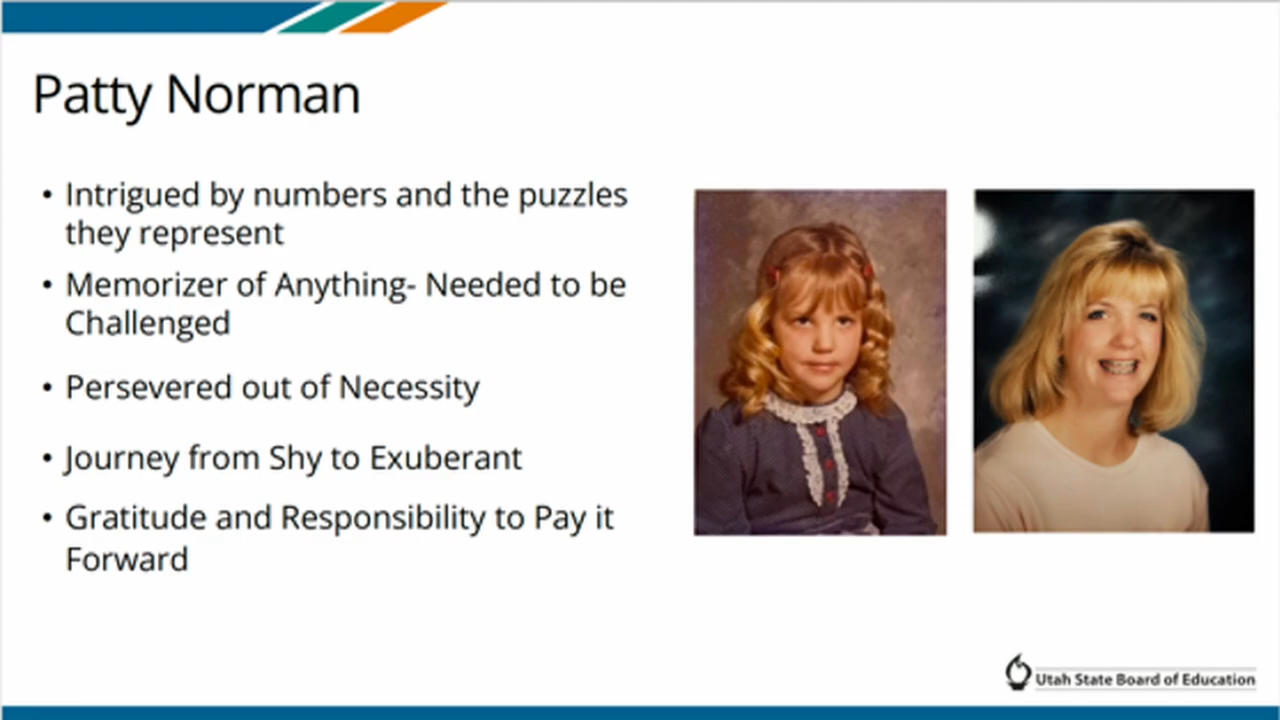 Patty Norman
• Intrigued by numbers and the puzzles
they represent
• Memorizer of Anything- Needed to be
Challenged
• Persevered out of Necessity
• Journey from Shy to Exuberant
• Gratitude and Responsibility to Pay it
Forward
Utah State Board of Education